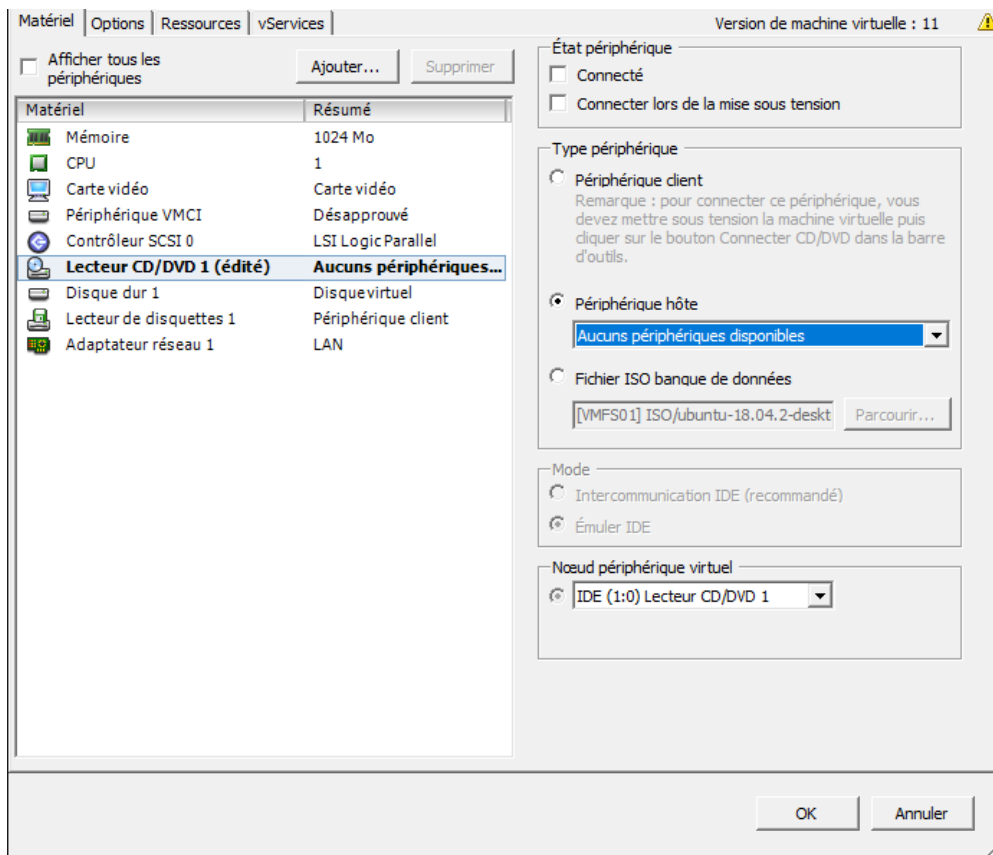 Matériel Options Ressources vServices Version de machine virtuelle : 11
Afficher tous les
périphériques
Ajouter... Supprimer
Matériel Résumé
Mémoire 1024 Mo
CPU 1
Carte vidéo Carte vidéo
Périphérique VMCI Désapprouvé
Contrôleur SCSI 0 LSI Logic Parallel
Lecteur CD/DVD 1 (édité) Aucuns périphériques...
Disque dur 1 Disque virtuel
Lecteur de disquettes 1 Périphérique client
Adaptateur réseau 1 LAN
État périphérique
Connecté
Connecter lors de la mise sous tension
Type périphérique
Périphérique client
Remarque : pour connecter ce périphérique, vous
devez mettre sous tension la machine virtuelle puis
cliquer sur le bouton Connecter CD/DVD dans la barre
d'outils.
Périphérique hôte
Aucuns périphériques disponibles
Fichier ISO banque de données
[VMFS01] ISO/ubuntu-18.04.2-deskt Parcourir...
Mode
Intercommunication IDE (recommandé)
Émuler IDE
Nœud périphérique virtuel
IDE (1:0) Lecteur CD/DVD 1
OK Annuler